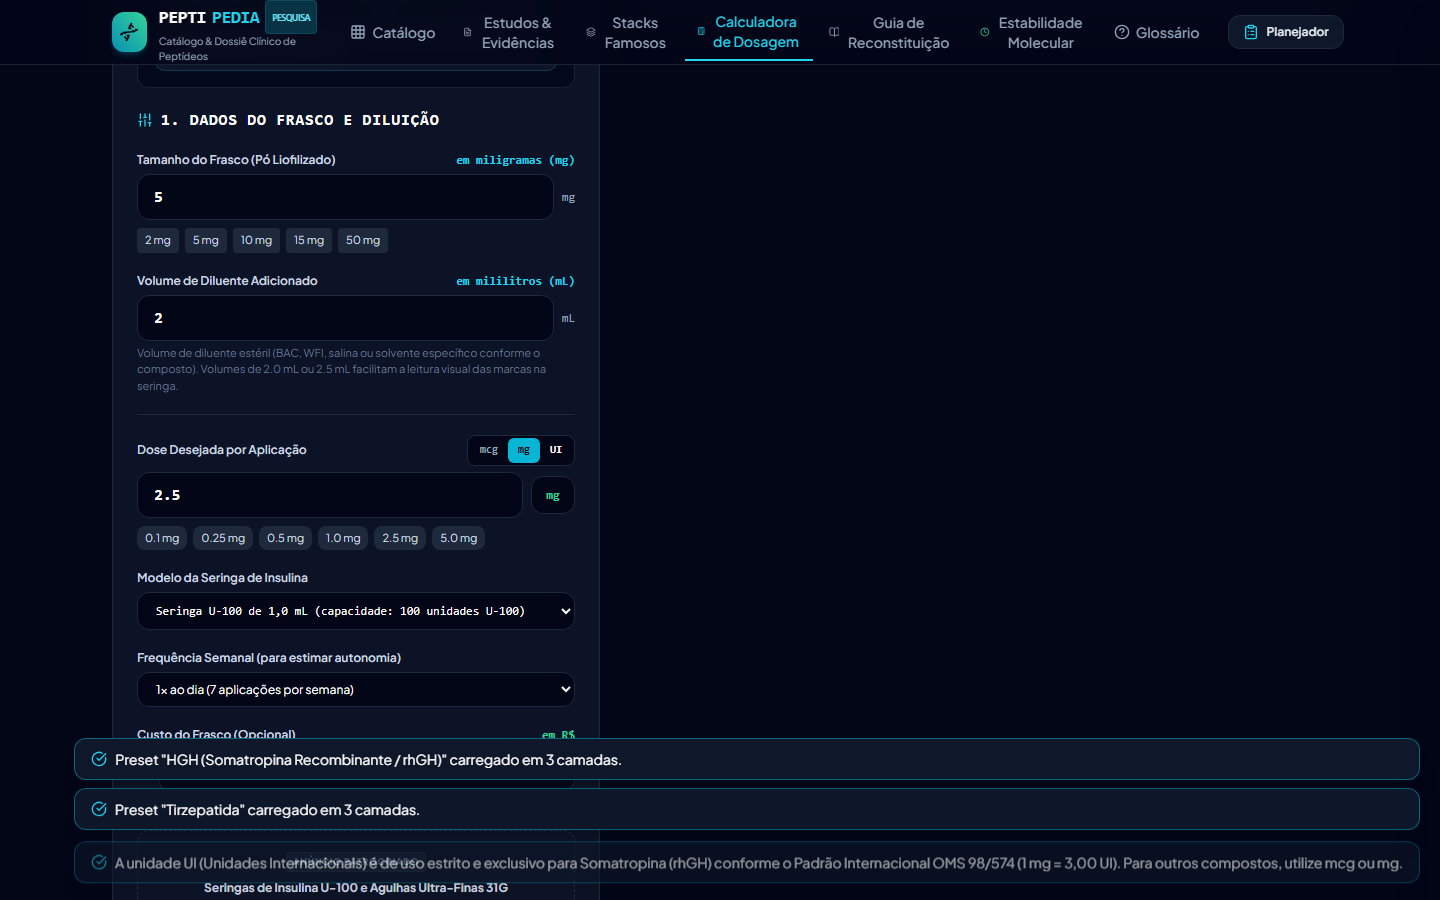 PEPTI PEDIA PESQUISA
Catálogo & Dossiê Clínico de
Peptídeos
Catálogo
Estudos &
Evidências
Stacks
Famosos
Calculadora
de Dosagem
Guia de
Reconstituição
Estabilidade
Molecular
Glossário
Planejador
1. DADOS DO FRASCO E DILUIÇÃO
Tamanho do Frasco (Pó Liofilizado) em miligramas (mg)
5 mg
2 mg 5 mg 10 mg 15 mg 50 mg
Volume de Diluente Adicionado em mililitros (mL)
2 mL
Volume de diluente estéril (BAC, WFI, salina ou solvente específico conforme o
composto). Volumes de 2.0 mL ou 2.5 mL facilitam a leitura visual das marcas na
seringa.
Dose Desejada por Aplicação mcg mg UI
2.5 mg
0.1 mg 0.25 mg 0.5 mg 1.0 mg 2.5 mg 5.0 mg
Modelo da Seringa de Insulina
Seringa U-100 de 1,0 mL (capacidade: 100 unidades U-100)
Frequência Semanal (para estimar autonomia)
1x ao dia (7 aplicações por semana)
Custo do Frasco (Opcional) em R$
Preset "HGH (Somatropina Recombinante / rhGH)" carregado em 3 camadas.
Preset "Tirzepatida" carregado em 3 camadas.
A unidade UI (Unidades Internacionais) é de uso estrito e exclusivo para Somatropina (rhGH) conforme o Padrão Internacional OMS 98/574 (1 mg = 3,00 UI). Para outros compostos, utilize mcg ou mg.
Seringas de Insulina U-100 e Agulhas Ultra-Finas 31G